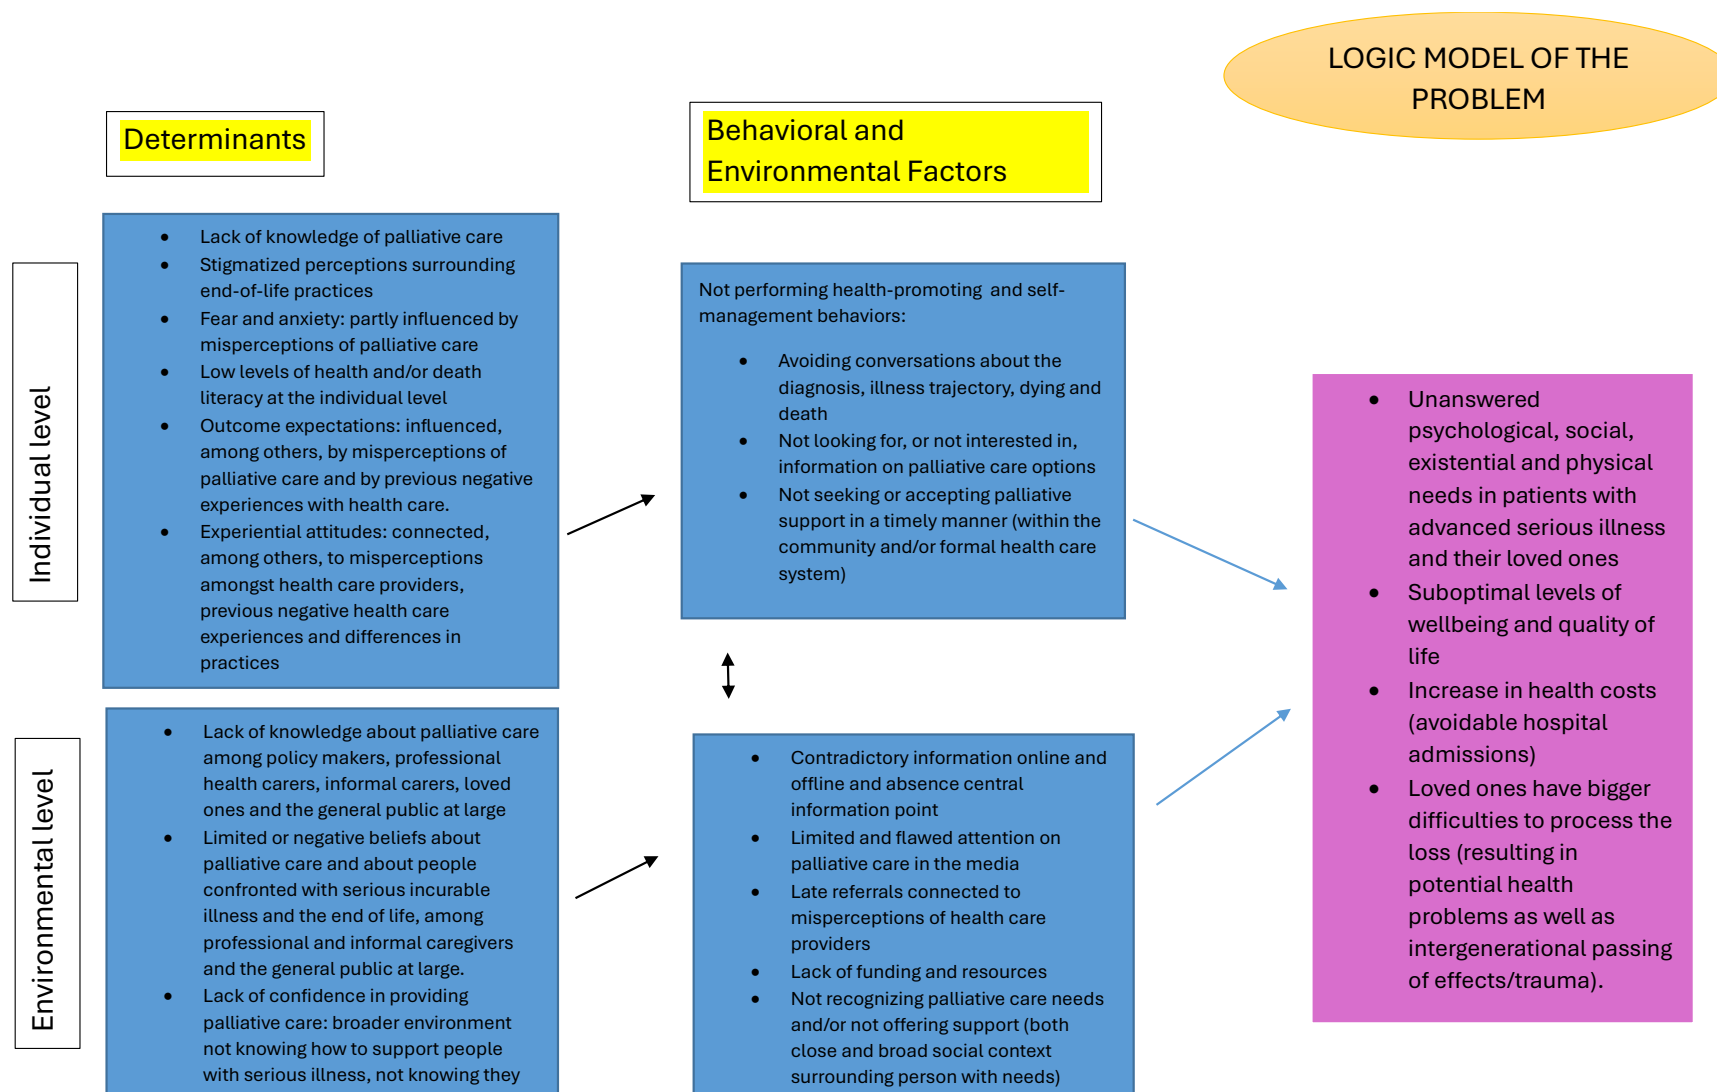 LOGIC MODEL OF THE
PROBLEM
Determinants
Behavioral and
Environmental Factors
Individual level
• Lack of knowledge of palliative care
• Stigmatized perceptions surrounding
end-of-life practices
• Fear and anxiety: partly influenced by
misperceptions of palliative care
• Low levels of health and/or death
literacy at the individual level
• Outcome expectations: influenced,
among others, by misperceptions of
palliative care and by previous negative
experiences with health care.
• Experiential attitudes: connected,
among others, to misperceptions
amongst health care providers,
previous negative health care
experiences and differences in
practices
Not performing health-promoting and self-
management behaviors:
• Avoiding conversations about the
diagnosis, illness trajectory, dying and
death
• Not looking for, or not interested in,
information on palliative care options
• Not seeking or accepting palliative
support in a timely manner (within the
community and/or formal health care
system)
Environmental level
• Lack of knowledge about palliative care
among policy makers, professional
health carers, informal carers, loved
ones and the general public at large
• Limited or negative beliefs about
palliative care and about people
confronted with serious incurable
illness and the end of life, among
professional and informal caregivers
and the general public at large.
• Lack of confidence in providing
palliative care: broader environment
not knowing how to support people
with serious illness, not knowing they
• Contradictory information online and
offline and absence central
information point
• Limited and flawed attention on
palliative care in the media
• Late referrals connected to
misperceptions of health care
providers
• Lack of funding and resources
• Not recognizing palliative care needs
and/or not offering support (both
close and broad social context
surrounding person with needs)
• Unanswered
psychological, social,
existential and physical
needs in patients with
advanced serious illness
and their loved ones
• Suboptimal levels of
wellbeing and quality of
life
• Increase in health costs
(avoidable hospital
admissions)
• Loved ones have bigger
difficulties to process the
loss (resulting in
potential health
problems as well as
intergenerational passing
of effects/trauma).